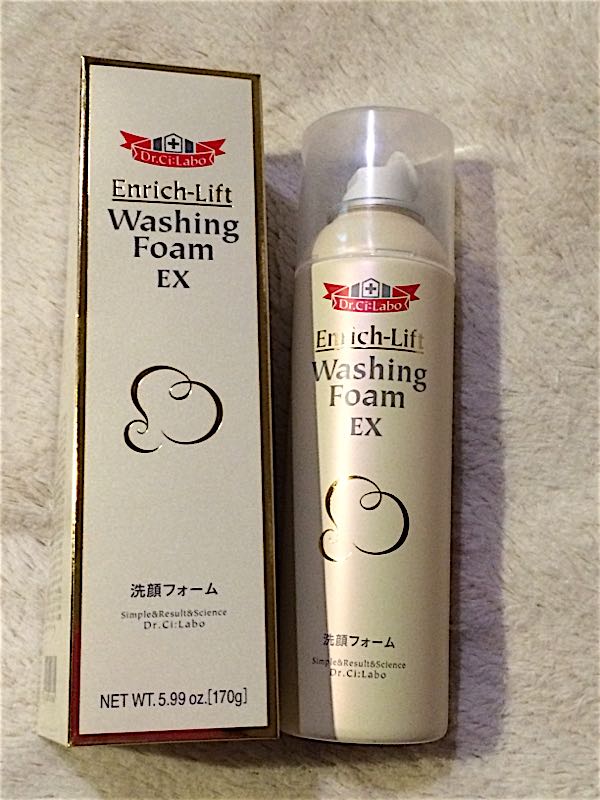 Dr.Ci:Labo
Enrich-Lift
Washing
Foam
EX
洗顔フォーム
Simple&Result&Science
Dr.Ci:Labo
NET WT. 5.99 oz.[170g]
Dr.Ci:Labo
Enrich-Lift
Washing
Foam
EX
洗顔フォーム
Simple&Result&Science
Dr.Ci:Labo